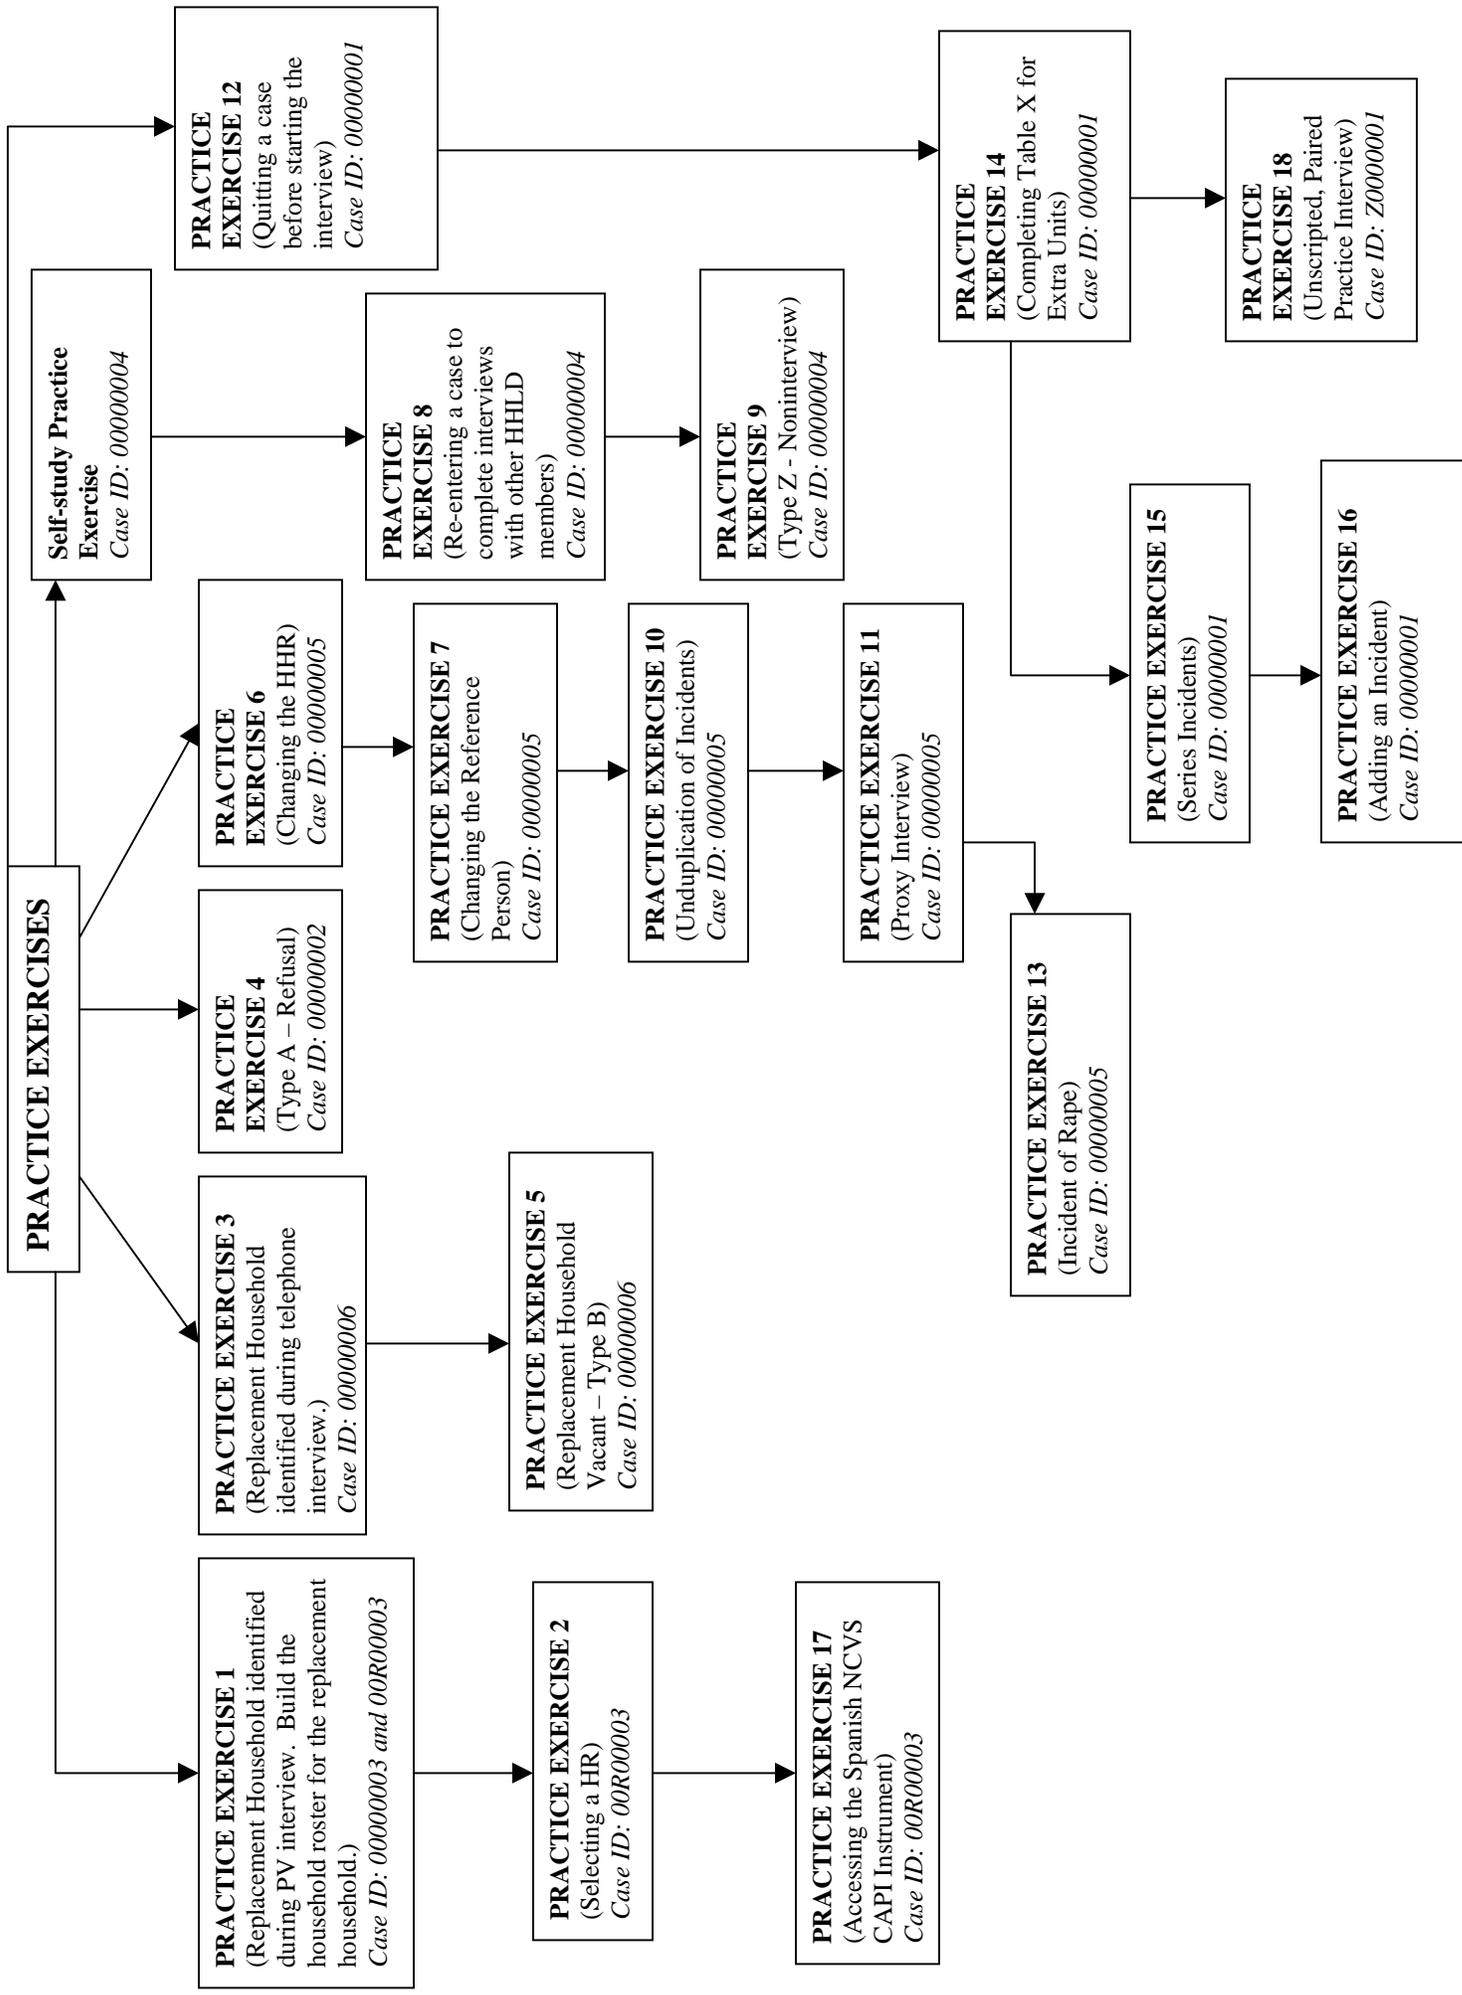 PRACTICE EXERCISES
PRACTICE EXERCISE 1
(Replacement Household identified
during PV interview.  Build the
household roster for the replacement
household.)
Case ID: 00000003 and 00R00003
PRACTICE EXERCISE 2
(Selecting a HR)
Case ID: 00R00003
PRACTICE EXERCISE 17
(Accessing the Spanish NCVS
CAPI Instrument)
Case ID: 00R00003
PRACTICE EXERCISE 3
(Replacement Household
identified during telephone
interview.)
Case ID: 00000006
PRACTICE EXERCISE 5
(Replacement Household
Vacant – Type B)
Case ID: 00000006
PRACTICE
EXERCISE 4
(Type A – Refusal)
Case ID: 00000002
PRACTICE
EXERCISE 6
(Changing the HHR)
Case ID: 00000005
PRACTICE EXERCISE 7
(Changing the Reference
Person)
Case ID: 00000005
PRACTICE EXERCISE 10
(Unduplication of Incidents)
Case ID: 00000005
PRACTICE EXERCISE 11
(Proxy Interview)
Case ID: 00000005
PRACTICE EXERCISE 13
(Incident of Rape)
Case ID: 00000005
Self-study Practice
Exercise
Case ID: 00000004
PRACTICE
EXERCISE 8
(Re-entering a case to
complete interviews
with other HHLD
members)
Case ID: 00000004
PRACTICE
EXERCISE 9
(Type Z - Noninterview)
Case ID: 00000004
PRACTICE
EXERCISE 12
(Quitting a case
before starting the
interview)
Case ID: 00000001
PRACTICE
EXERCISE 14
(Completing Table X for
Extra Units)
Case ID: 00000001
PRACTICE EXERCISE 15
(Series Incidents)
Case ID: 00000001
PRACTICE EXERCISE 16
(Adding an Incident)
Case ID: 00000001
PRACTICE
EXERCISE 18
(Unscripted, Paired
Practice Interview)
Case ID: Z0000001